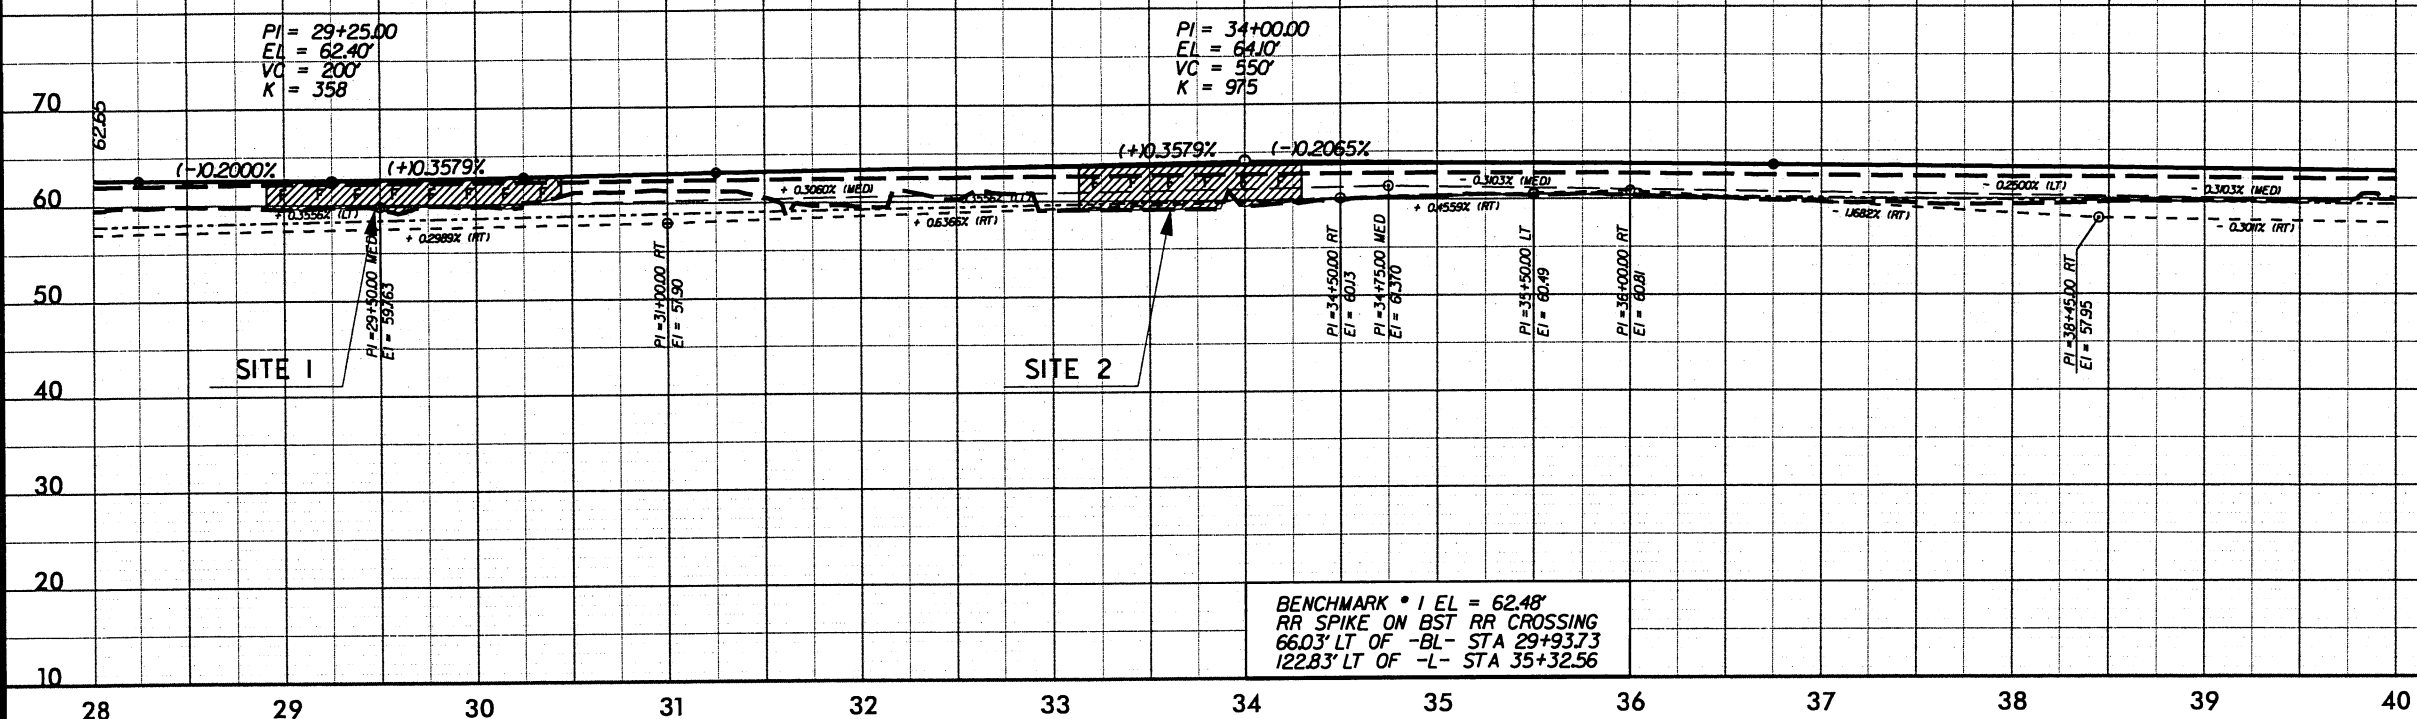 PI = 29+25.00
EL = 62.40'
VC = 200'
K = 358
PI = 34+00.00
EL = 64.10'
VC = 550'
K = 975
70
62.65
(-)0.2000%
(+)0.3579%
(+)0.3579%
(-)0.2065%
60
F F F F F F F F
F F F F F F
+ 0.3556% (LT)
+ 0.2989% (RT)
+ 0.3060% (MED)
+ 0.6366% (RT)
- 0.3103% (MED)
+ 0.4559% (RT)
- 1.1682% (RT)
- 0.2500% (LT)
- 0.3103% (MED)
- 0.3011% (RT)
PI =29+50.00 MED
EI = 59.763
PI =31+00.00 RT
EI = 57.90
PI =34+50.00 RT
EI = 60.13
PI =34+75.00 MED
EI = 61.370
PI =35+50.00 LT
EI = 60.49
PI =36+00.00 RT
EI = 60.81
PI =38+45.00 RT
EI = 57.95
50
SITE 1
SITE 2
40
30
20
BENCHMARK • 1 EL = 62.48'
RR SPIKE ON BST RR CROSSING
66.03' LT OF -BL- STA 29+93.73
122.83' LT OF -L- STA 35+32.56
10
28 29 30 31 32 33 34 35 36 37 38 39 40